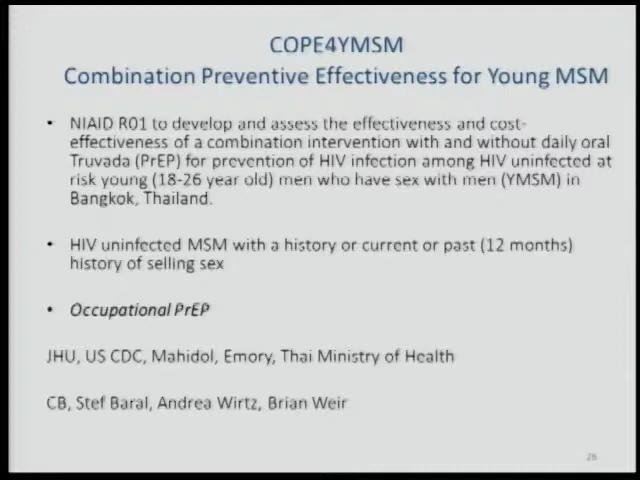 COPE4YMSM
Combination Preventive Effectiveness for Young MSM
• NIAID R01 to develop and assess the effectiveness and cost-
effectiveness of a combination intervention with and without daily oral
Truvada (PrEP) for prevention of HIV infection among HIV uninfected at
risk young (18-26 year old) men who have sex with men (YMSM) in
Bangkok, Thailand.
• HIV uninfected MSM with a history or current or past (12 months)
history of selling sex
• Occupational PrEP
JHU, US CDC, Mahidol, Emory, Thai Ministry of Health
CB, Stef Baral, Andrea Wirtz, Brian Weir
26